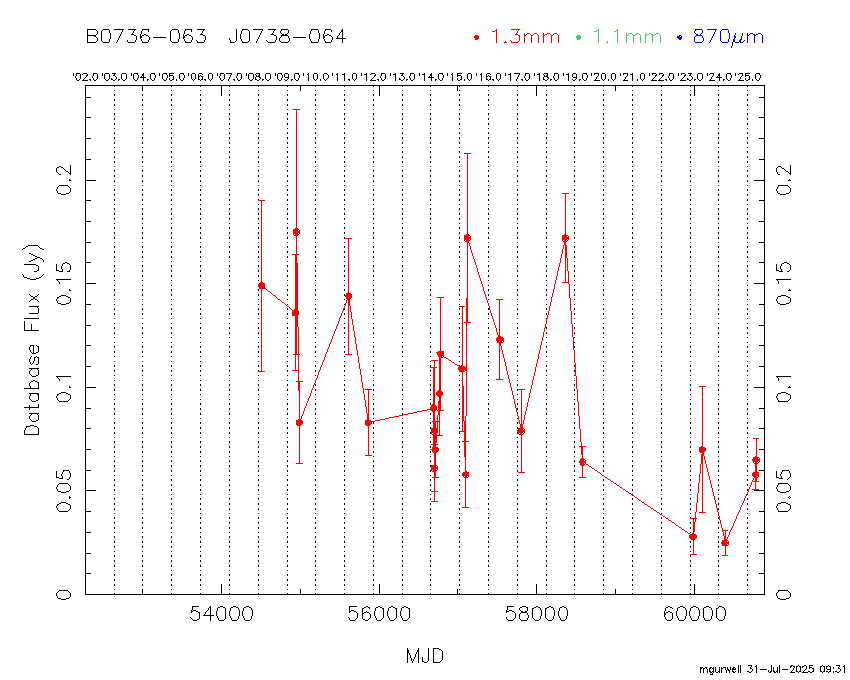 B0736-063 J0738-064 • 1.3mm • 1.1mm • 870μm
'02.0 '03.0 '04.0 '05.0 '06.0 '07.0 '08.0 '09.0 '10.0 '11.0 '12.0 '13.0 '14.0 '15.0 '16.0 '17.0 '18.0 '19.0 '20.0 '21.0 '22.0 '23.0 '24.0 '25.0
0.2 0.2
0.15 0.15
0.1 0.1
0.05 0.05
0 0
Database Flux (Jy)
54000 56000 58000 60000
MJD
mgurwell 31-Jul-2025 09:31